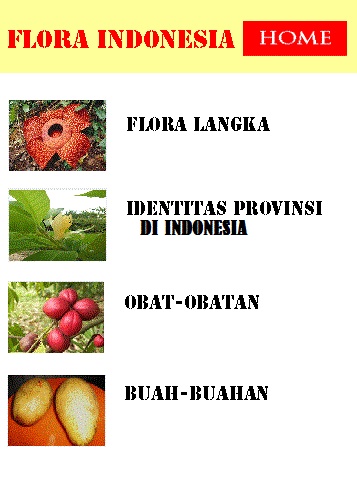 FLORA INDONESIA
HOME
FLORA LANGKA
IDENTITAS PROVINSI
DI INDONESIA
OBAT-OBATAN
BUAH-BUAHAN